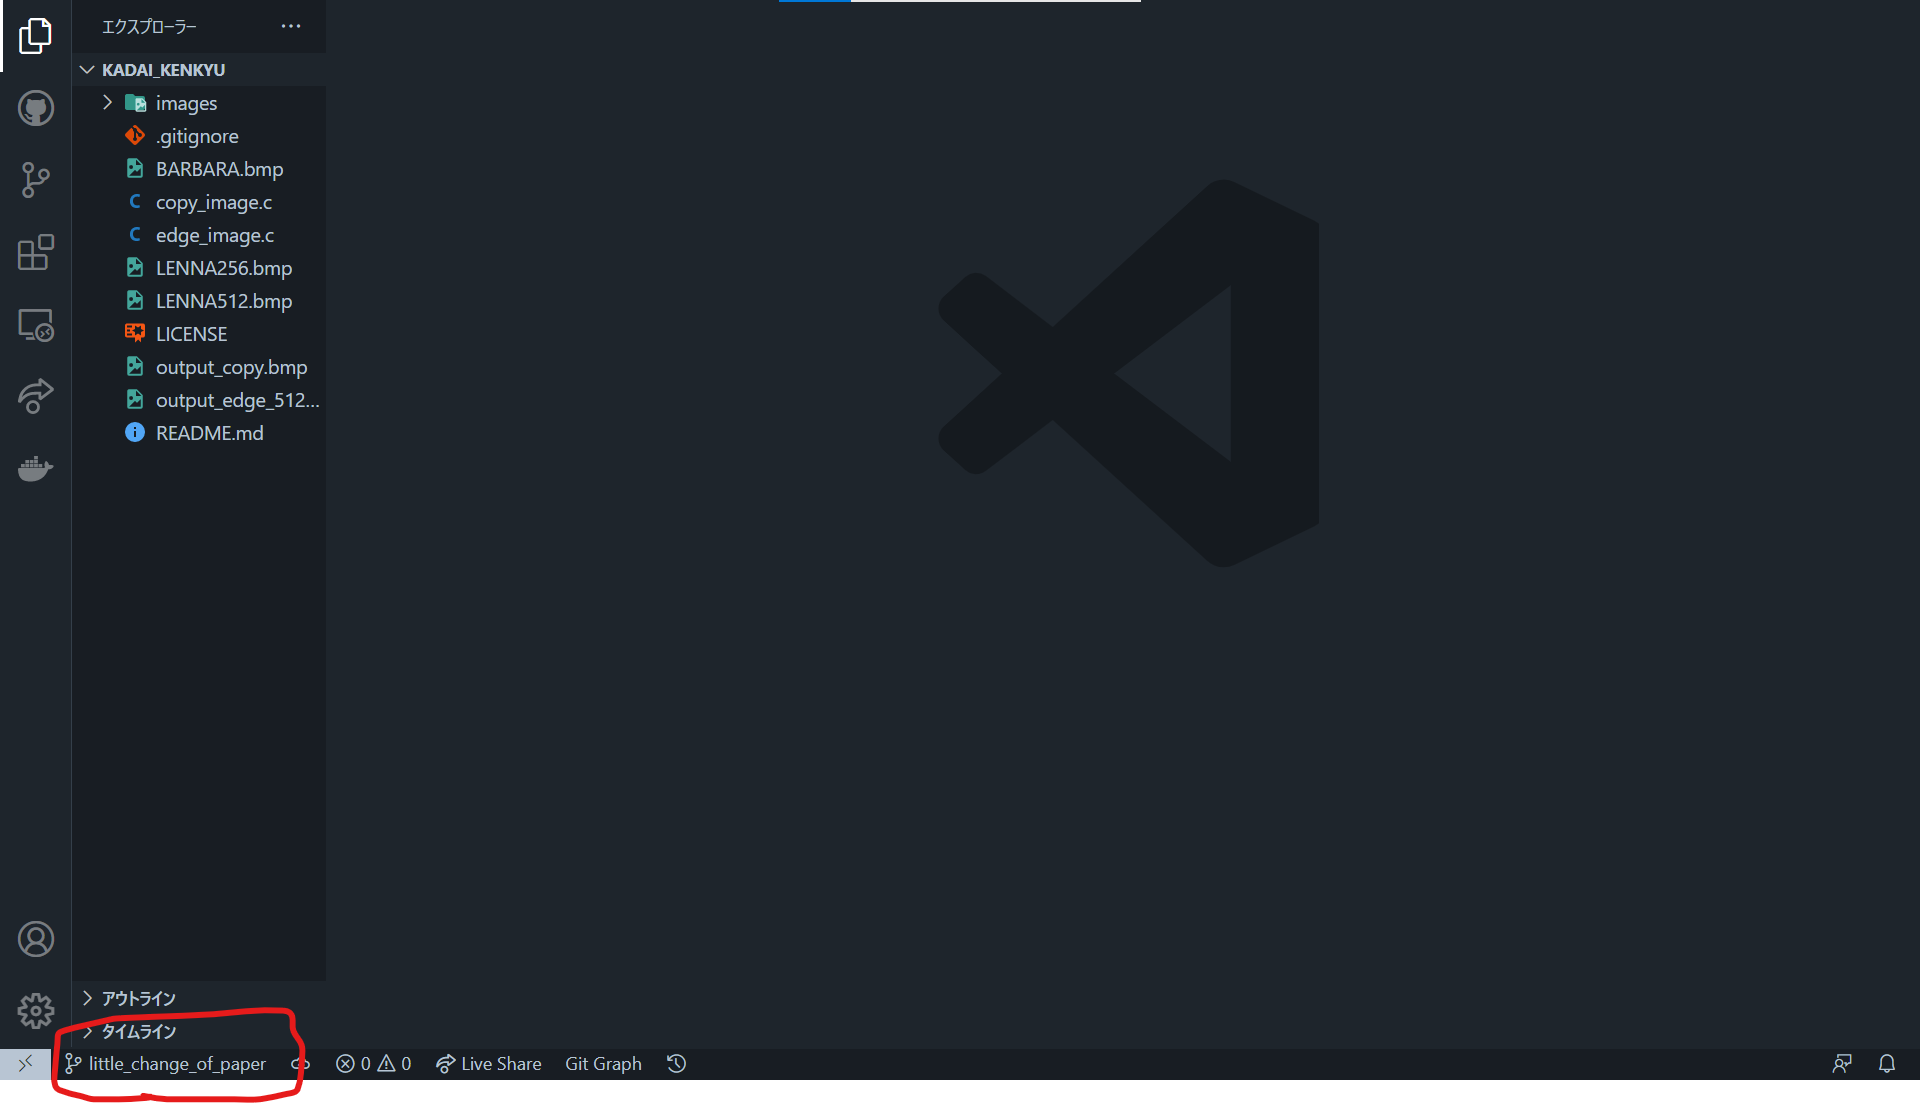 エクスプローラー
KADAI_KENKYU
images
.gitignore
BARBARA.bmp
copy_image.c
edge_image.c
LENNA256.bmp
LENNA512.bmp
LICENSE
output_copy.bmp
output_edge_512...
README.md
アウトライン
タイムライン
little_change_of_paper 0 0 Live Share Git Graph